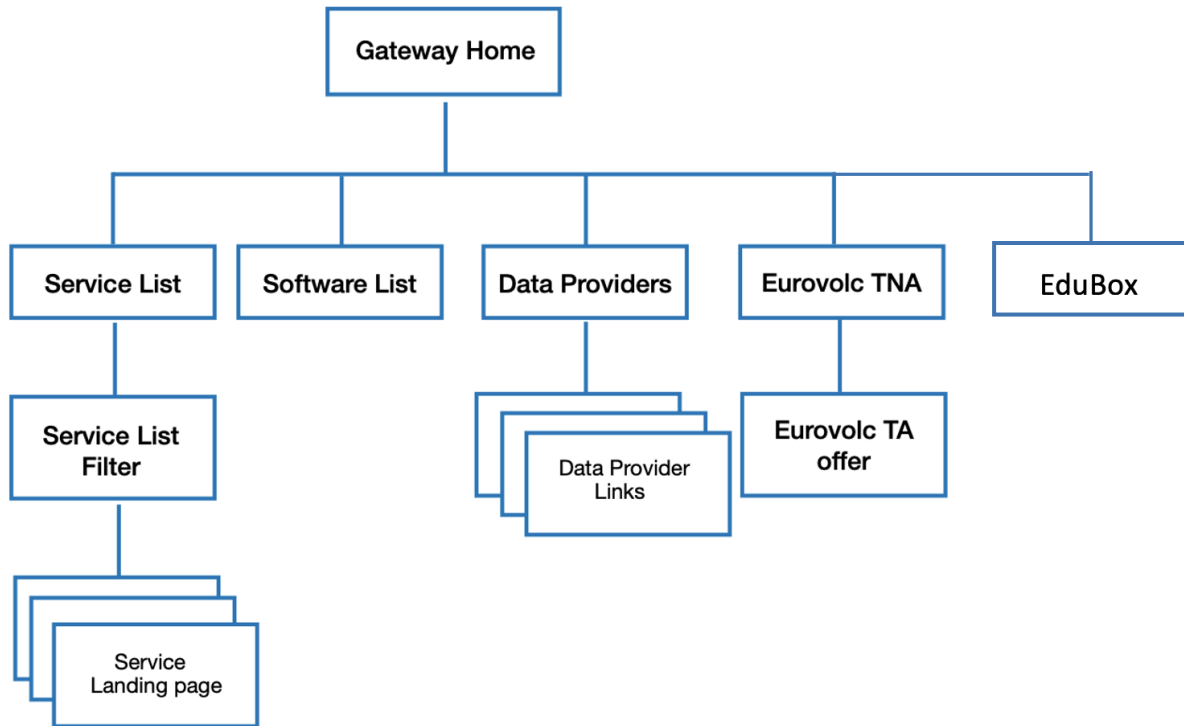 Gateway Home
Service List
Software List
Data Providers
Eurovolc TNA
EduBox
Service List
Filter
Data Provider
Links
Eurovolc TA
offer
Service
Landing page